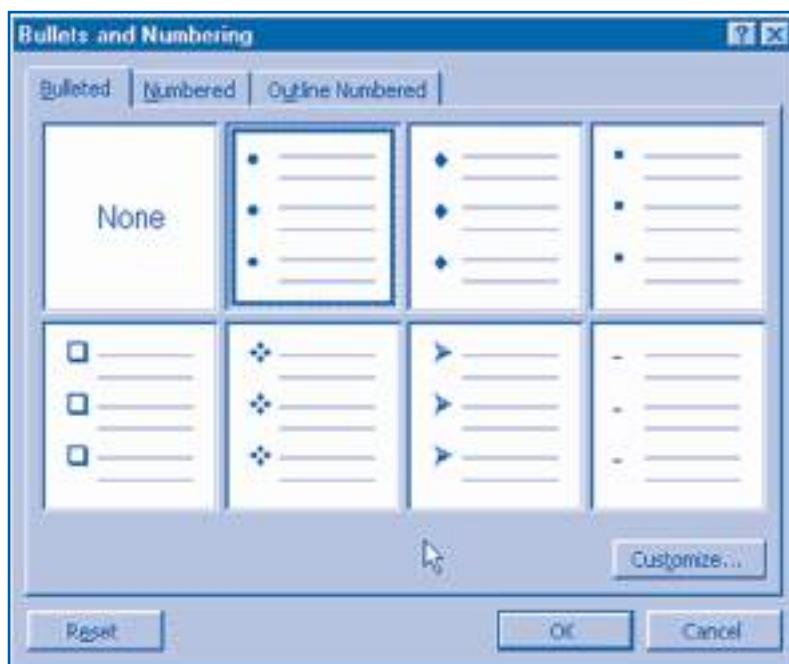 Bullets and Numbering
Bulleted Numbered Outline Numbered
None
Customize...
Reset OK Cancel